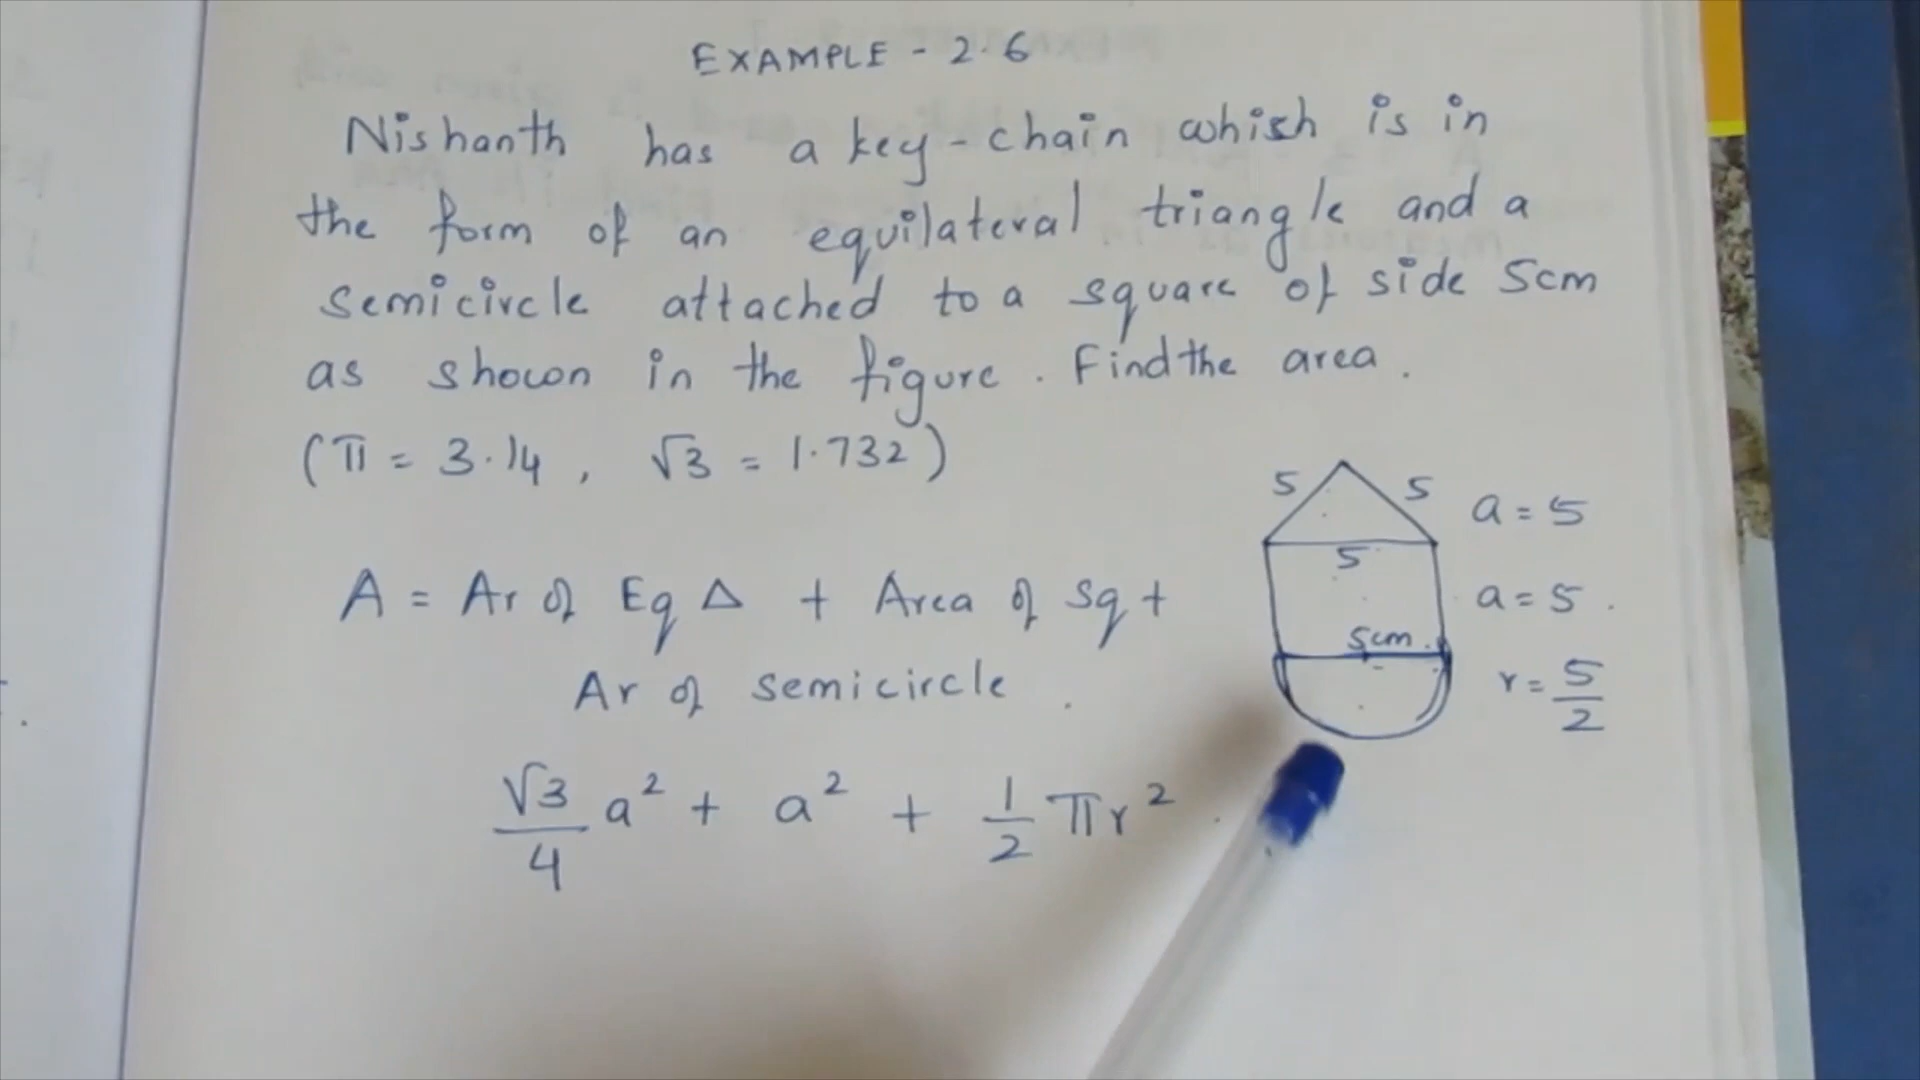 EXAMPLE - 2.6
Nishanth has a key-chain which is in
the form of an equilateral triangle and a
semicircle attached to a square of side 5cm
as shown in the figure. Find the area.
(π = 3.14, √3 = 1.732)
5 5 a = 5
5
A = Ar of Eq △ + Area of Sq +
a = 5.
5cm.
Ar of semicircle.
r = 5/2
√3/4 a² + a² + 1/2 πr²